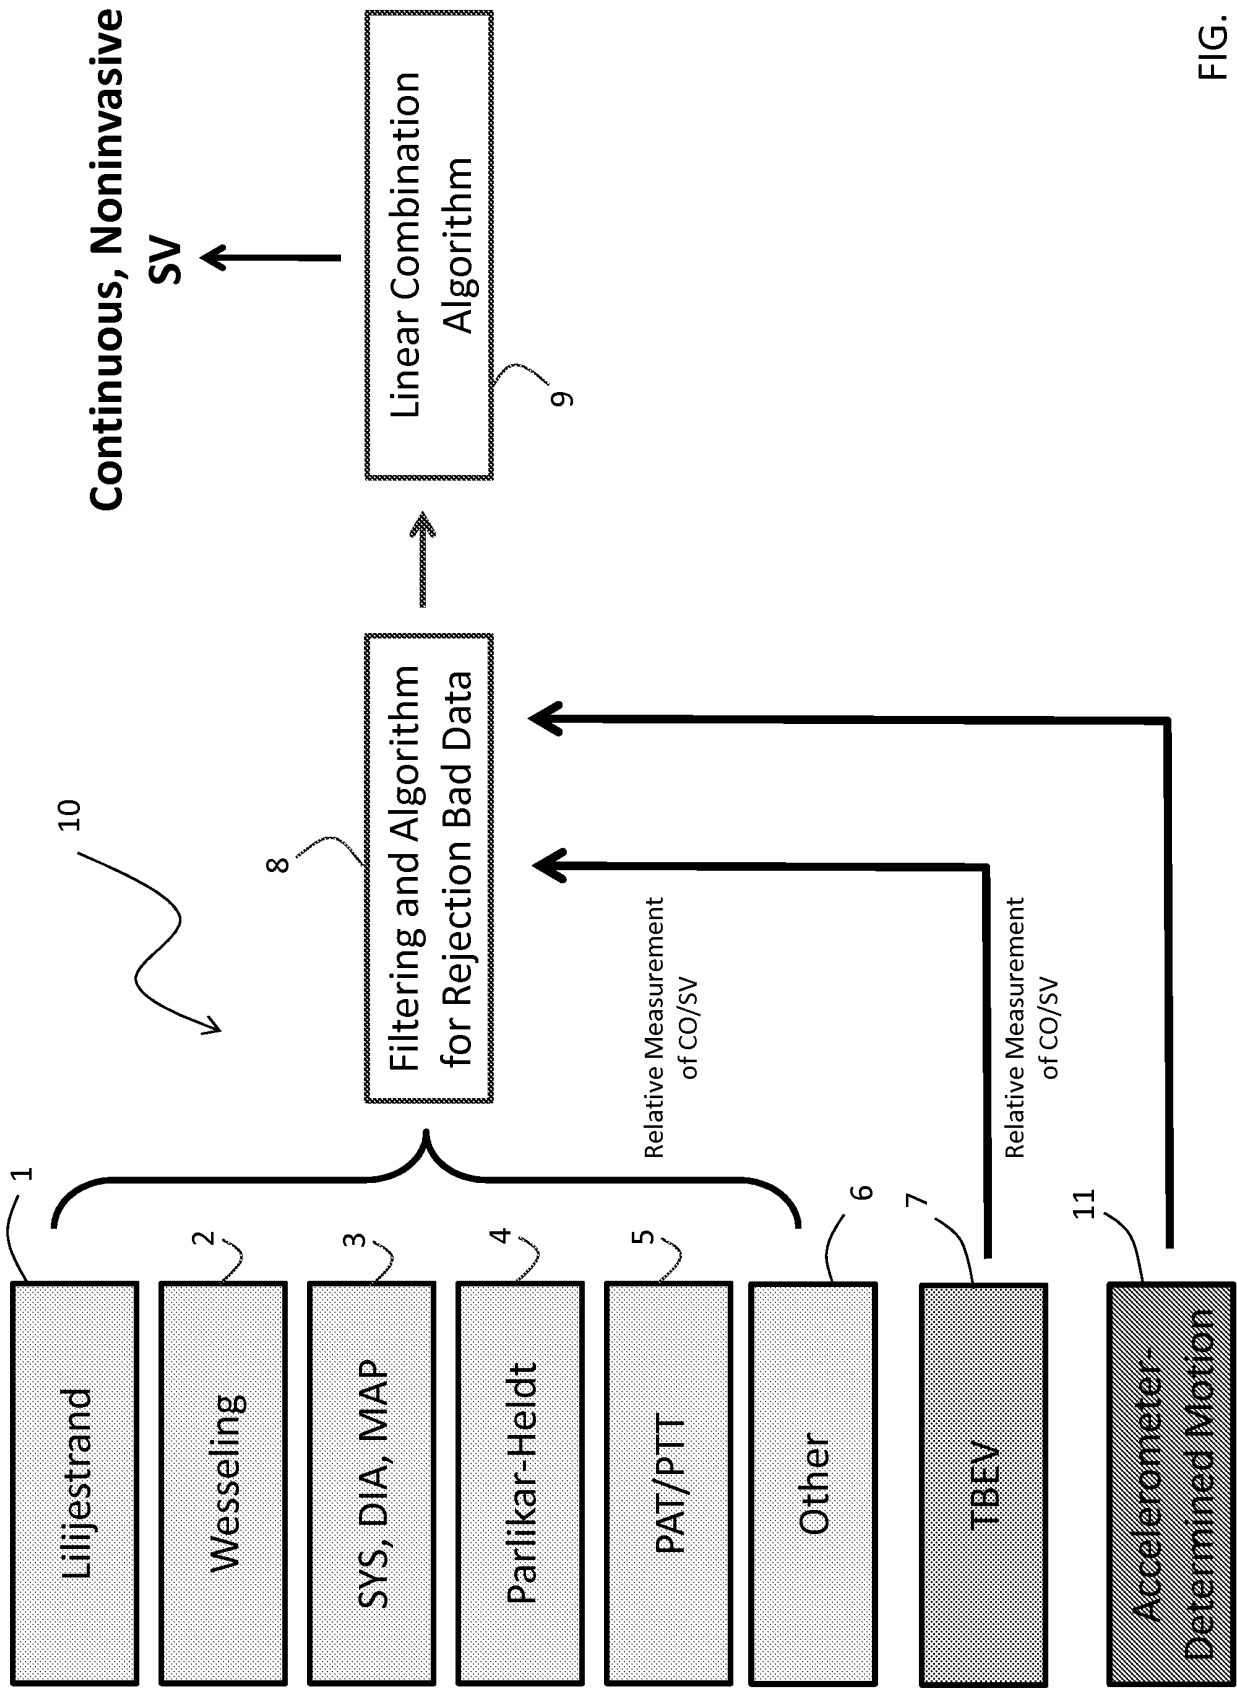 Lilijestrand
1
Wesseling
2
SYS, DIA, MAP
3
Parlikar-Heldt
4
PAT/PTT
5
Other
6
TBEV
7
Accelerometer-
Determined Motion
11
10
Relative Measurement
of CO/SV
Relative Measurement
of CO/SV
8
Filtering and Algorithm
for Rejection Bad Data
Linear Combination
Algorithm
9
Continuous, Noninvasive
SV
FIG.